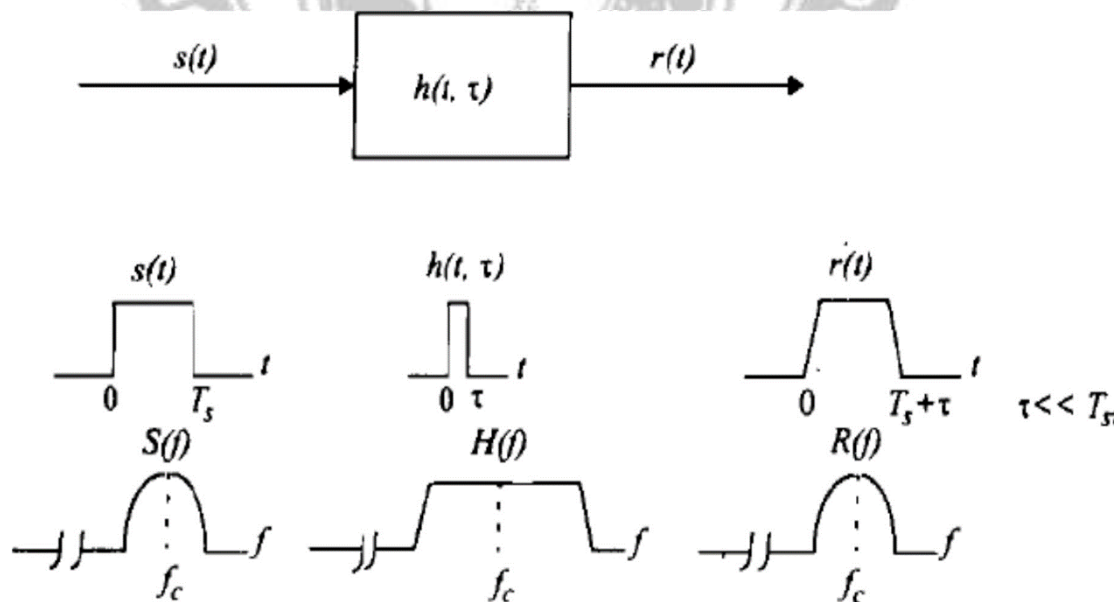 s(t)
r(t)
h(t, τ)
s(t)
h(t, τ)
r(t)
t
t
t
0
T_s
0
τ
0
T_s+τ
τ<< T_s
S(f)
H(f)
R(f)
f
f
f
f_c
f_c
f_c